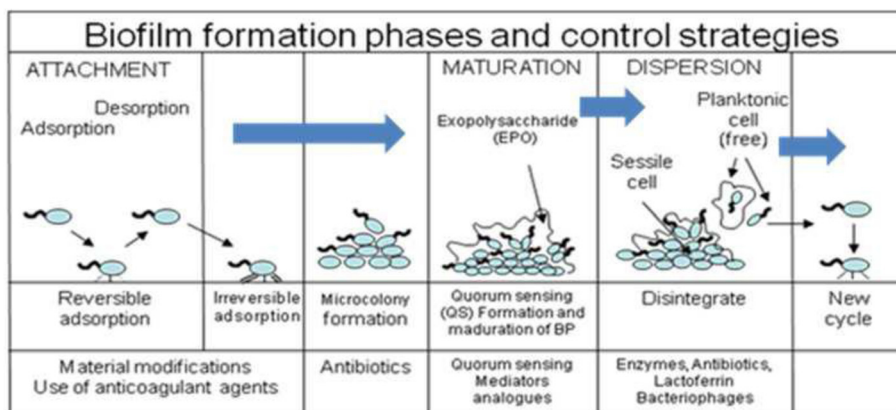 Biofilm formation phases and control strategies
ATTACHMENT
MATURATION
DISPERSION
Desorption
Adsorption
Exopolysaccharide
(EPO)
Planktonic
cell
(free)
Sessile
cell
Reversible
adsorption
Irreversible
adsorption
Microcolony
formation
Quorum sensing
(QS) Formation and
maduration of BP
Disintegrate
New
cycle
Material modifications
Use of anticoagulant agents
Antibiotics
Quorum sensing
Mediators
analogues
Enzymes, Antibiotics,
Lactoferrin
Bacteriophages